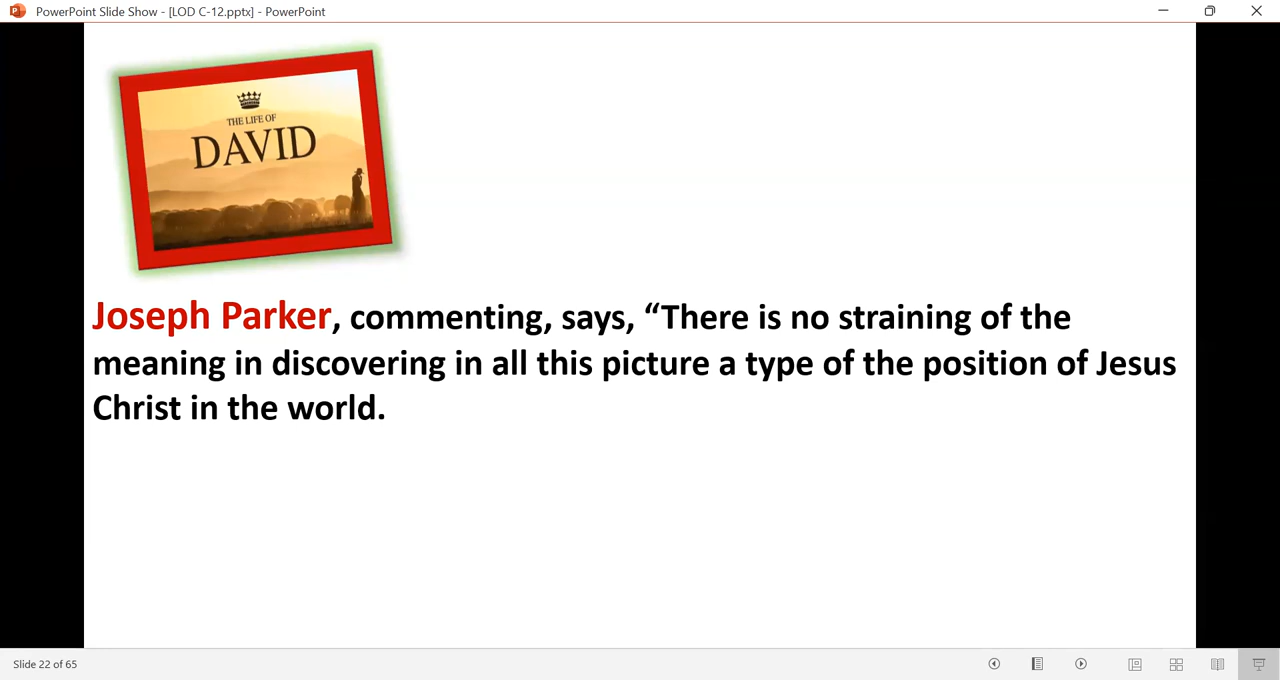 PowerPoint Slide Show - [LOD C-12.pptx] - PowerPoint
THE LIFE OF
DAVID
Joseph Parker, commenting, says, “There is no straining of the
meaning in discovering in all this picture a type of the position of Jesus
Christ in the world.
Slide 22 of 65